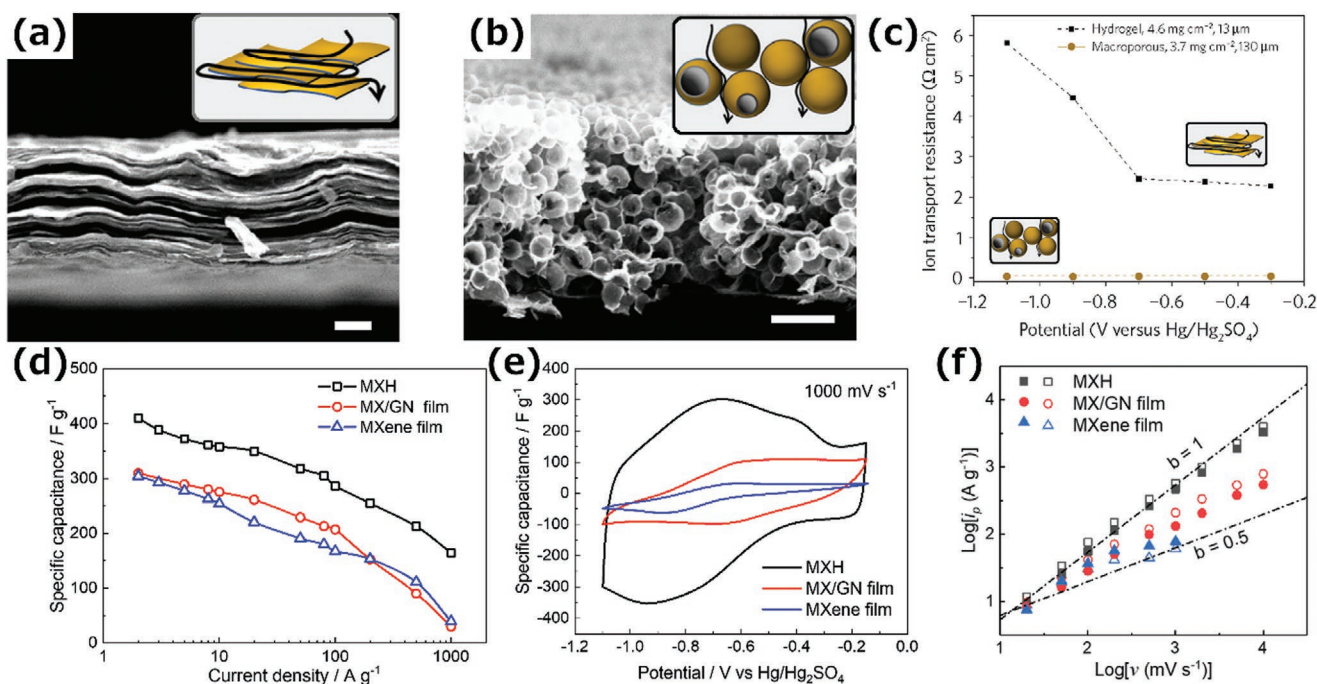 (a)
(b)
(c)
Hydrogel, 4.6 mg cm⁻², 13 μm
Macroporous, 3.7 mg cm⁻², 130 μm
Ion transport resistance (Ω cm²)
6
5
4
3
2
1
0
−1.2 −1.0 −0.8 −0.6 −0.4 −0.2
Potential (V versus Hg/Hg₂SO₄)
(d)
MXH
MX/GN film
MXene film
Specific capacitance / F g⁻¹
500
400
300
200
100
0
1 10 100 1000
Current density / A g⁻¹
(e)
1000 mV s⁻¹
Specific capacitance / F g⁻¹
400
300
200
100
0
-100
-200
-300
-400
MXH
MX/GN film
MXene film
-1.2 -1.0 -0.8 -0.6 -0.4 -0.2 0.0
Potential / V vs Hg/Hg₂SO₄
(f)
MXH
MX/GN film
MXene film
b = 1
b = 0.5
Log[iₚ (A g⁻¹)]
4
3
2
1
1 2 3 4
Log[v (mV s⁻¹)]